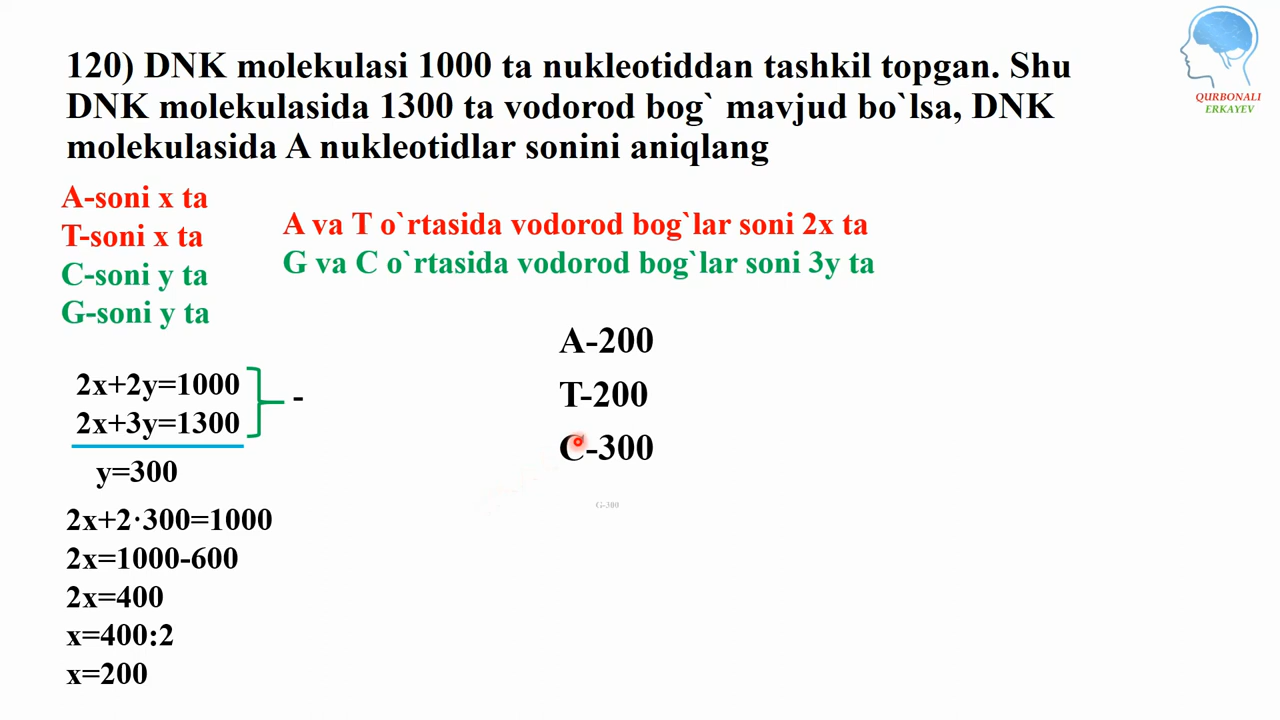 120) DNK molekulasi 1000 ta nukleotiddan tashkil topgan. Shu
DNK molekulasida 1300 ta vodorod bog` mavjud bo`lsa, DNK
molekulasida A nukleotidlar sonini aniqlang
QURBONALI
ERKAYEV
A-soni x ta
T-soni x ta
C-soni y ta
G-soni y ta
A va T o`rtasida vodorod bog`lar soni 2x ta
G va C o`rtasida vodorod bog`lar soni 3y ta
2x+2y=1000
2x+3y=1300
-
y=300
2x+2·300=1000
2x=1000-600
2x=400
x=400:2
x=200
A-200
T-200
C-300
G-300